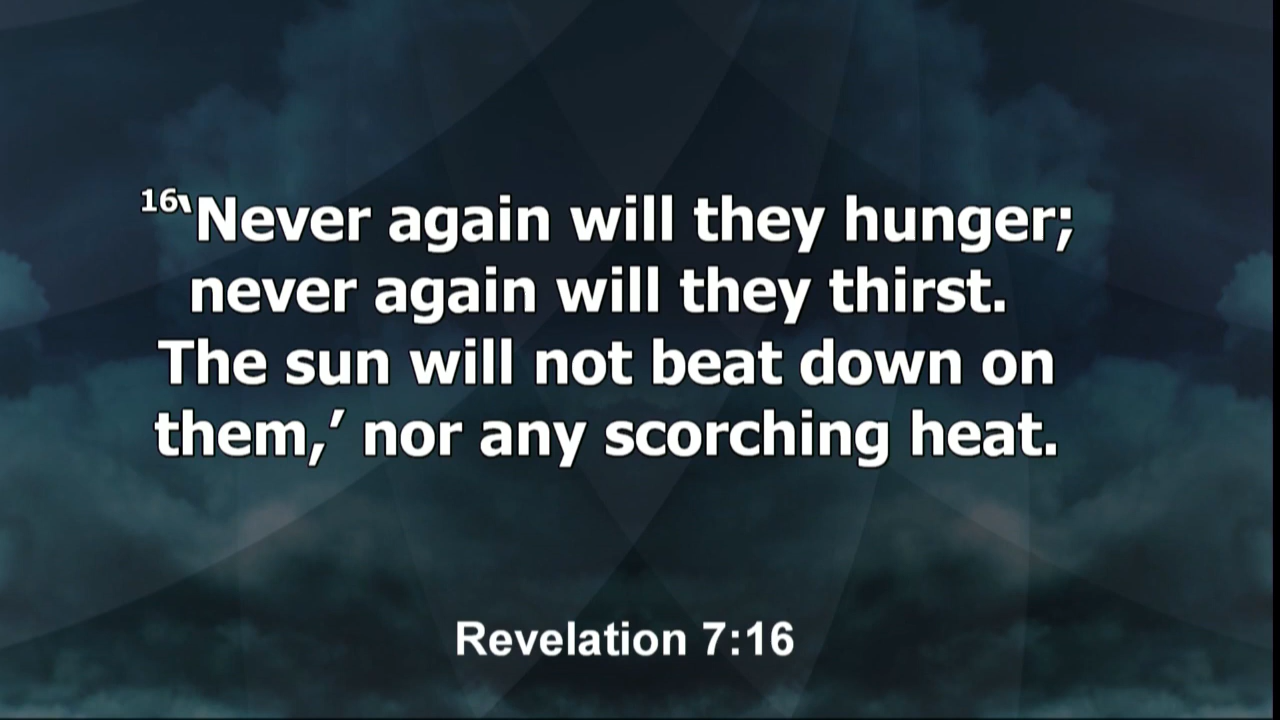 16‘Never again will they hunger;
never again will they thirst.
The sun will not beat down on
them,’ nor any scorching heat.
Revelation 7:16